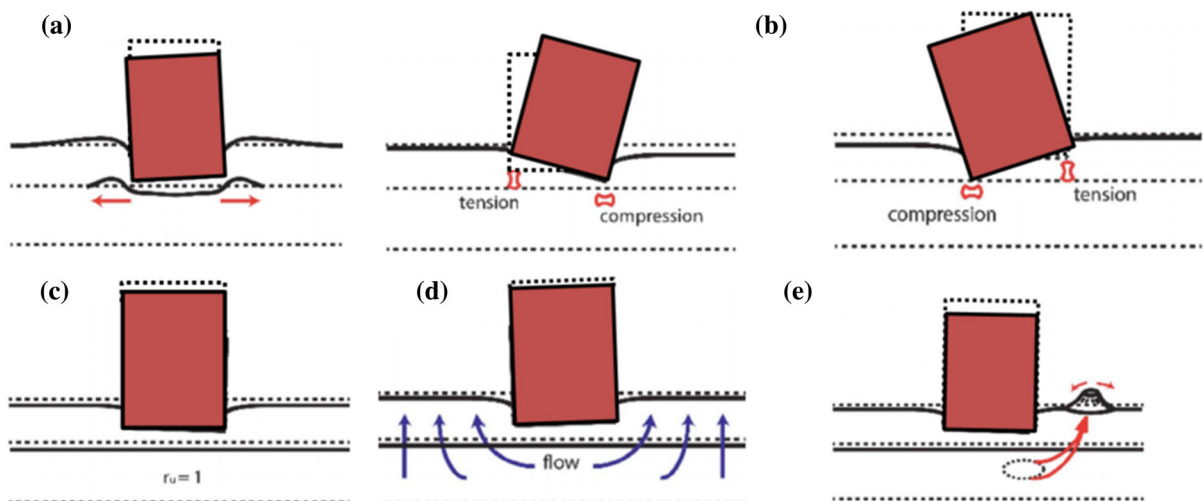 (a)
(b)
tension
compression
compression
tension
(c)
(d)
(e)
rᵤ= 1
flow